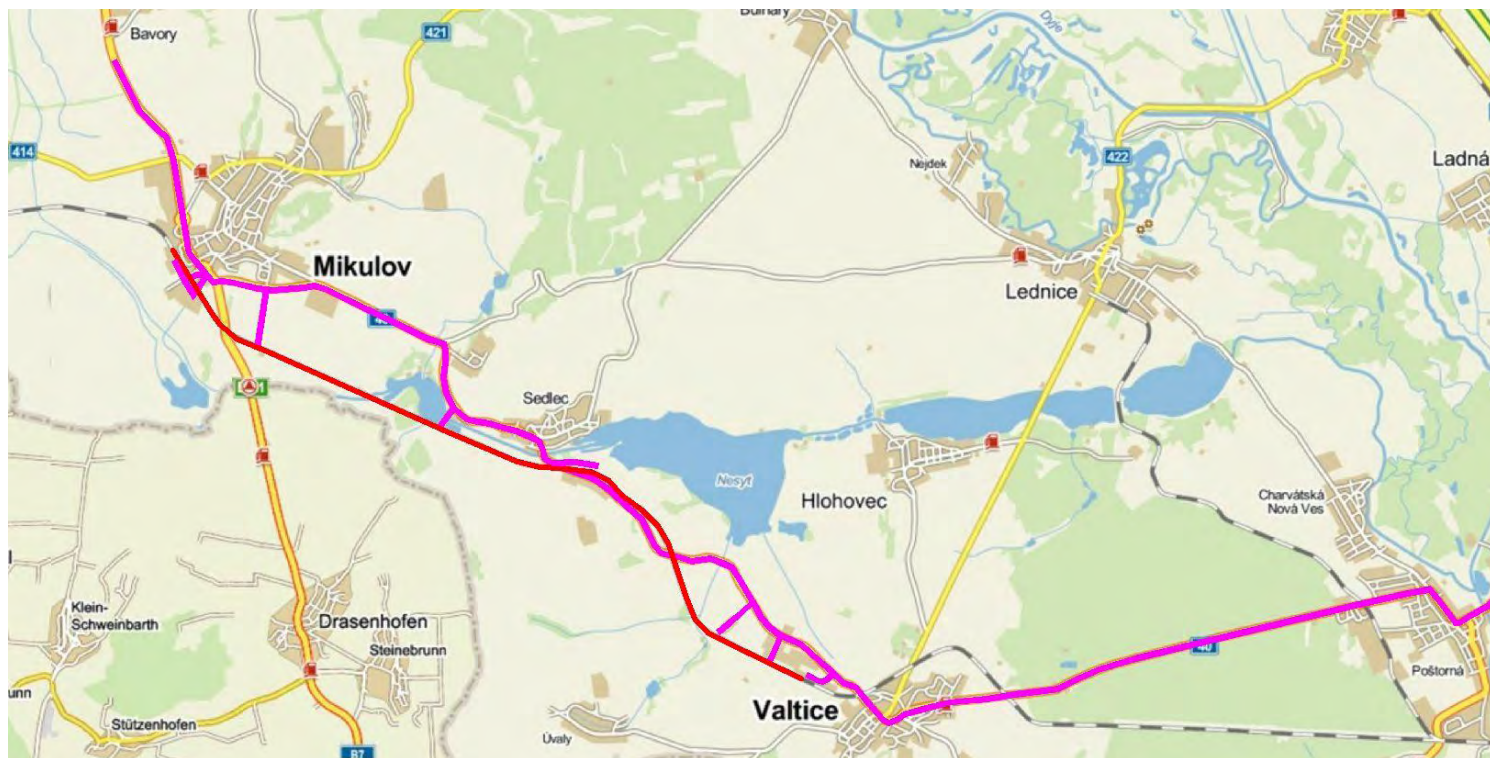 Bulhary
Bavory
421
Dyje
414
422
Nejdek
Ladná
Mikulov
Lednice
Sedlec
Nesyt
Hlohovec
Charvátská
Nová Ves
Klein-
Schweinbarth
Drasenhofen
Steinebrunn
40
Poštorná
Valtice
Stützenhofen
Úvaly
B7